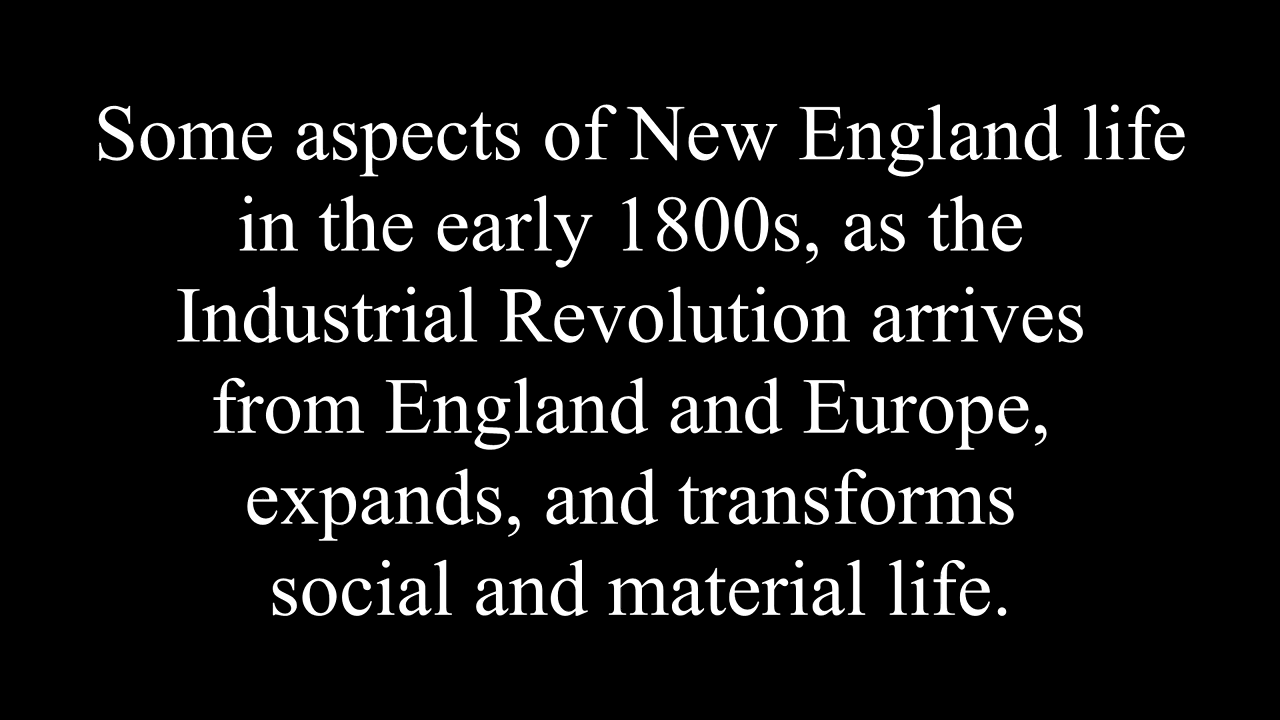 Some aspects of New England life
in the early 1800s, as the
Industrial Revolution arrives
from England and Europe,
expands, and transforms
social and material life.